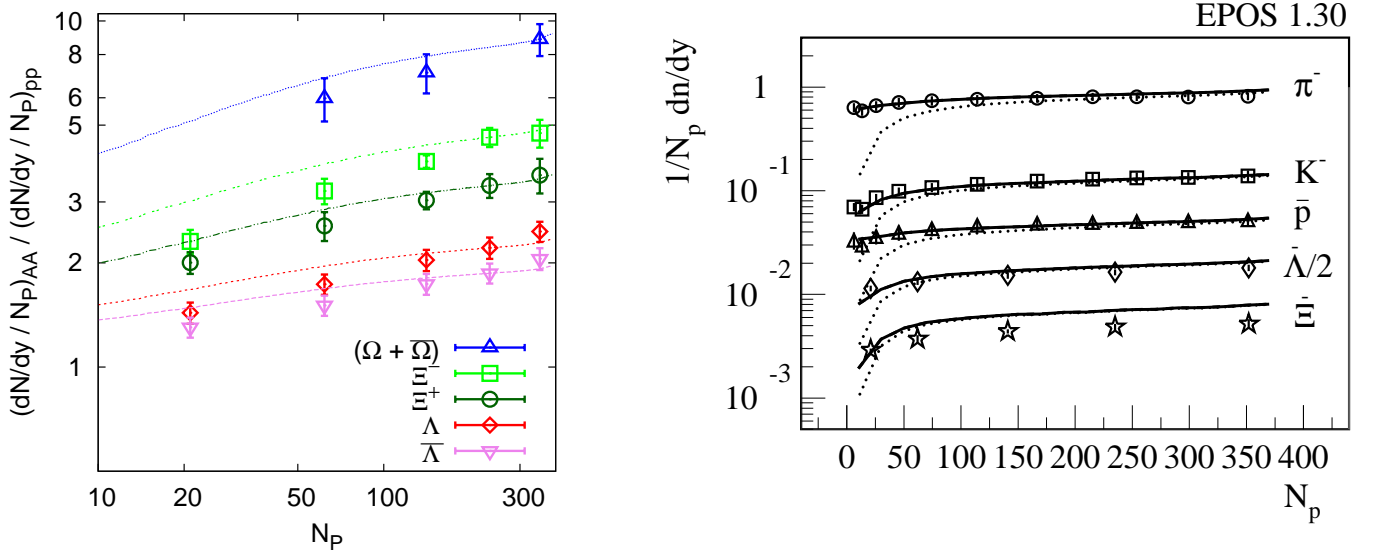 (dN/dy / N_P)_AA / (dN/dy / N_P)_pp
10
8
6
5
4
3
2
1
(Ω + Ω̅)
Ξ⁻
Ξ⁺
Λ
Λ̅
10 20 50 100 300
N_P
EPOS 1.30
1/N_p dn/dy
1
10⁻¹
10⁻²
10⁻³
π⁻
K⁻
p̅
Λ̅/2
Ξ̅
0 50 100 150 200 250 300 350 400
N_p